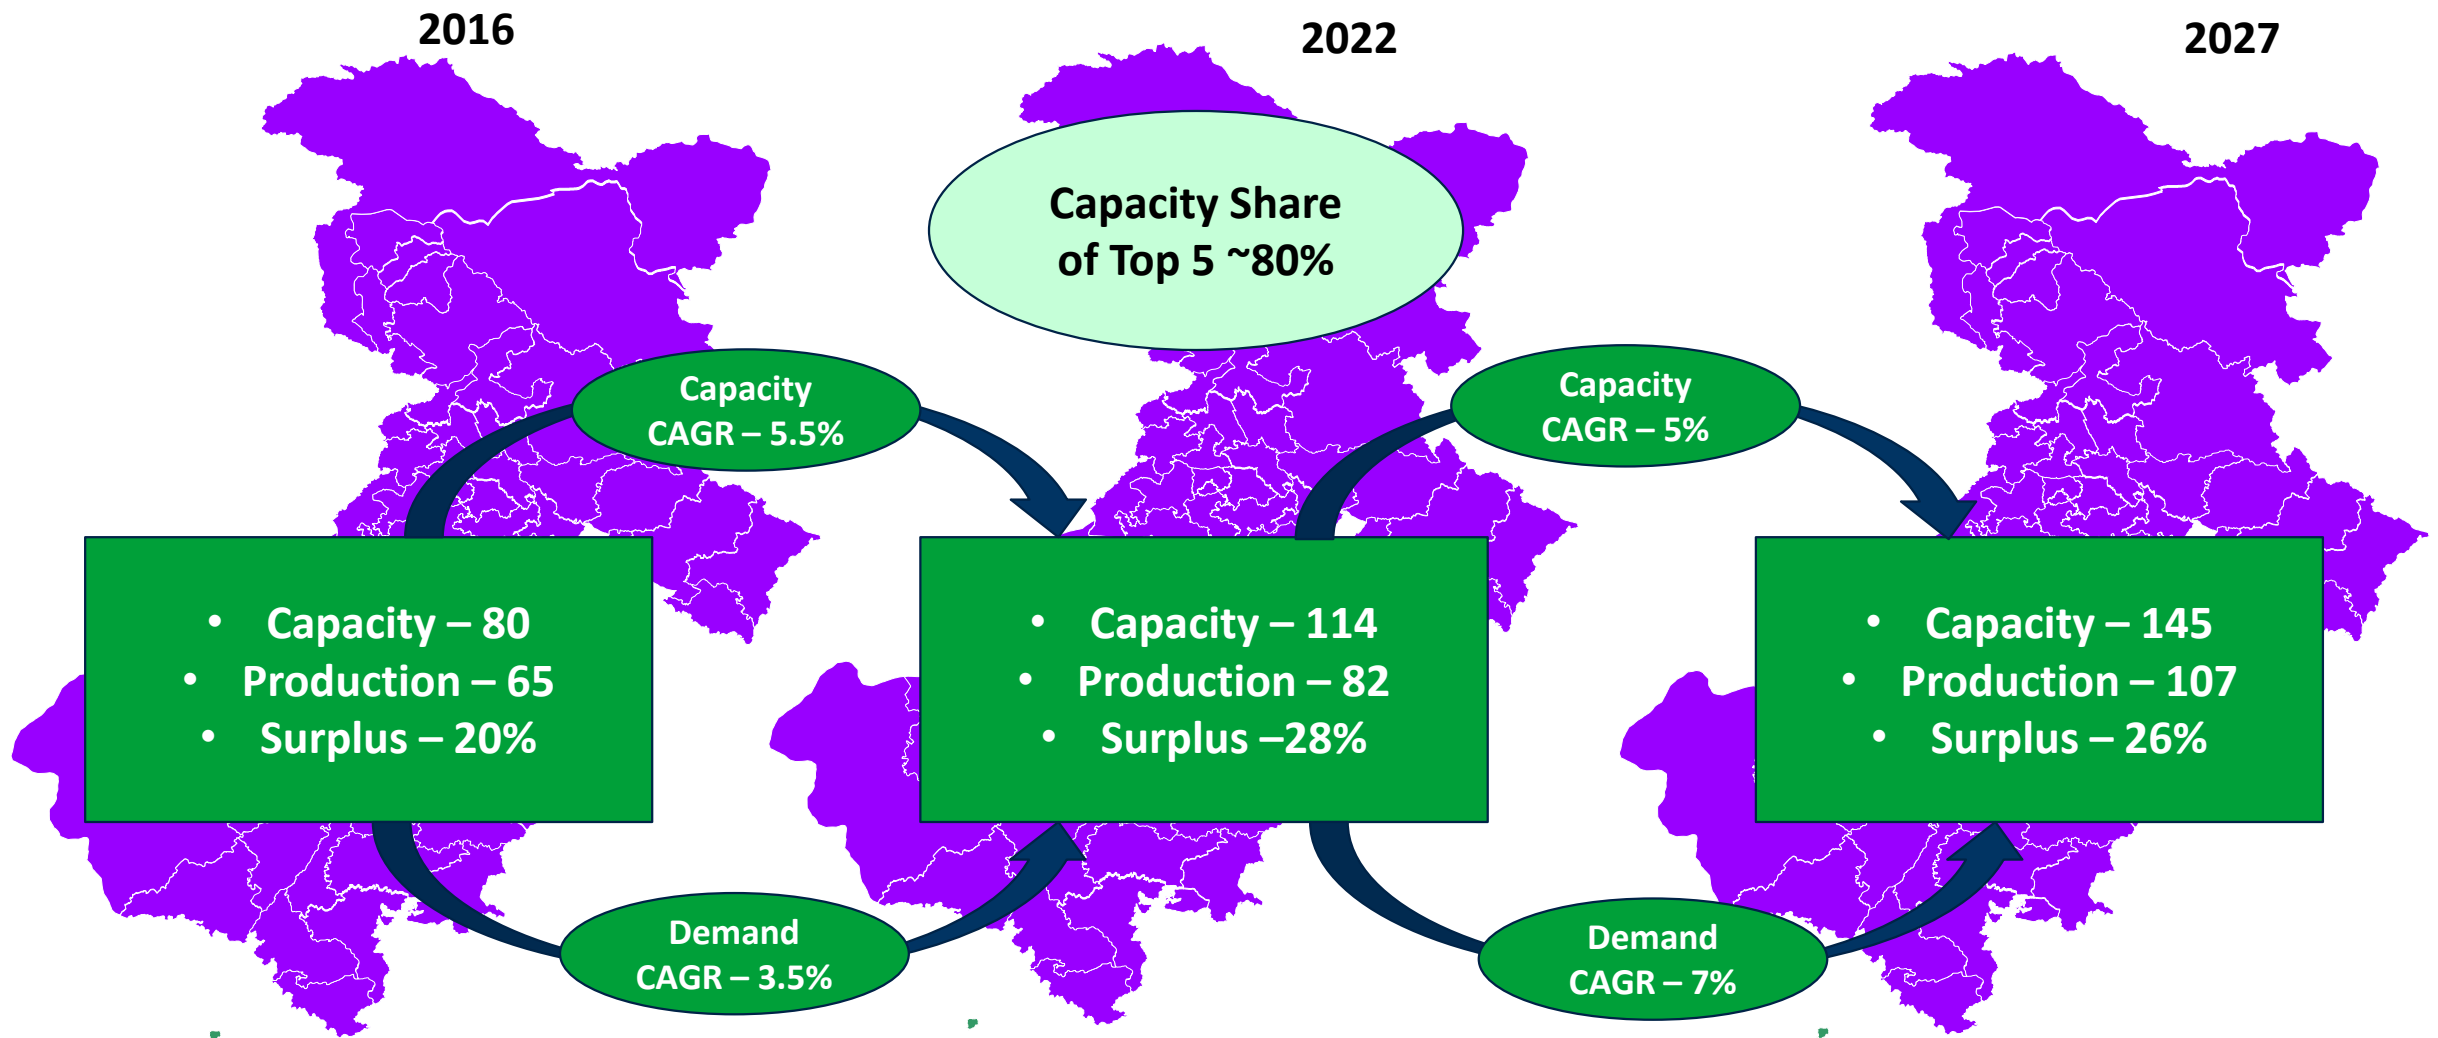 2016
2022
2027
Capacity Share
of Top 5 ~80%
Capacity
CAGR – 5.5%
Capacity
CAGR – 5%
• Capacity – 80
• Production – 65
• Surplus – 20%
• Capacity – 114
• Production – 82
• Surplus –28%
• Capacity – 145
• Production – 107
• Surplus – 26%
Demand
CAGR – 3.5%
Demand
CAGR – 7%